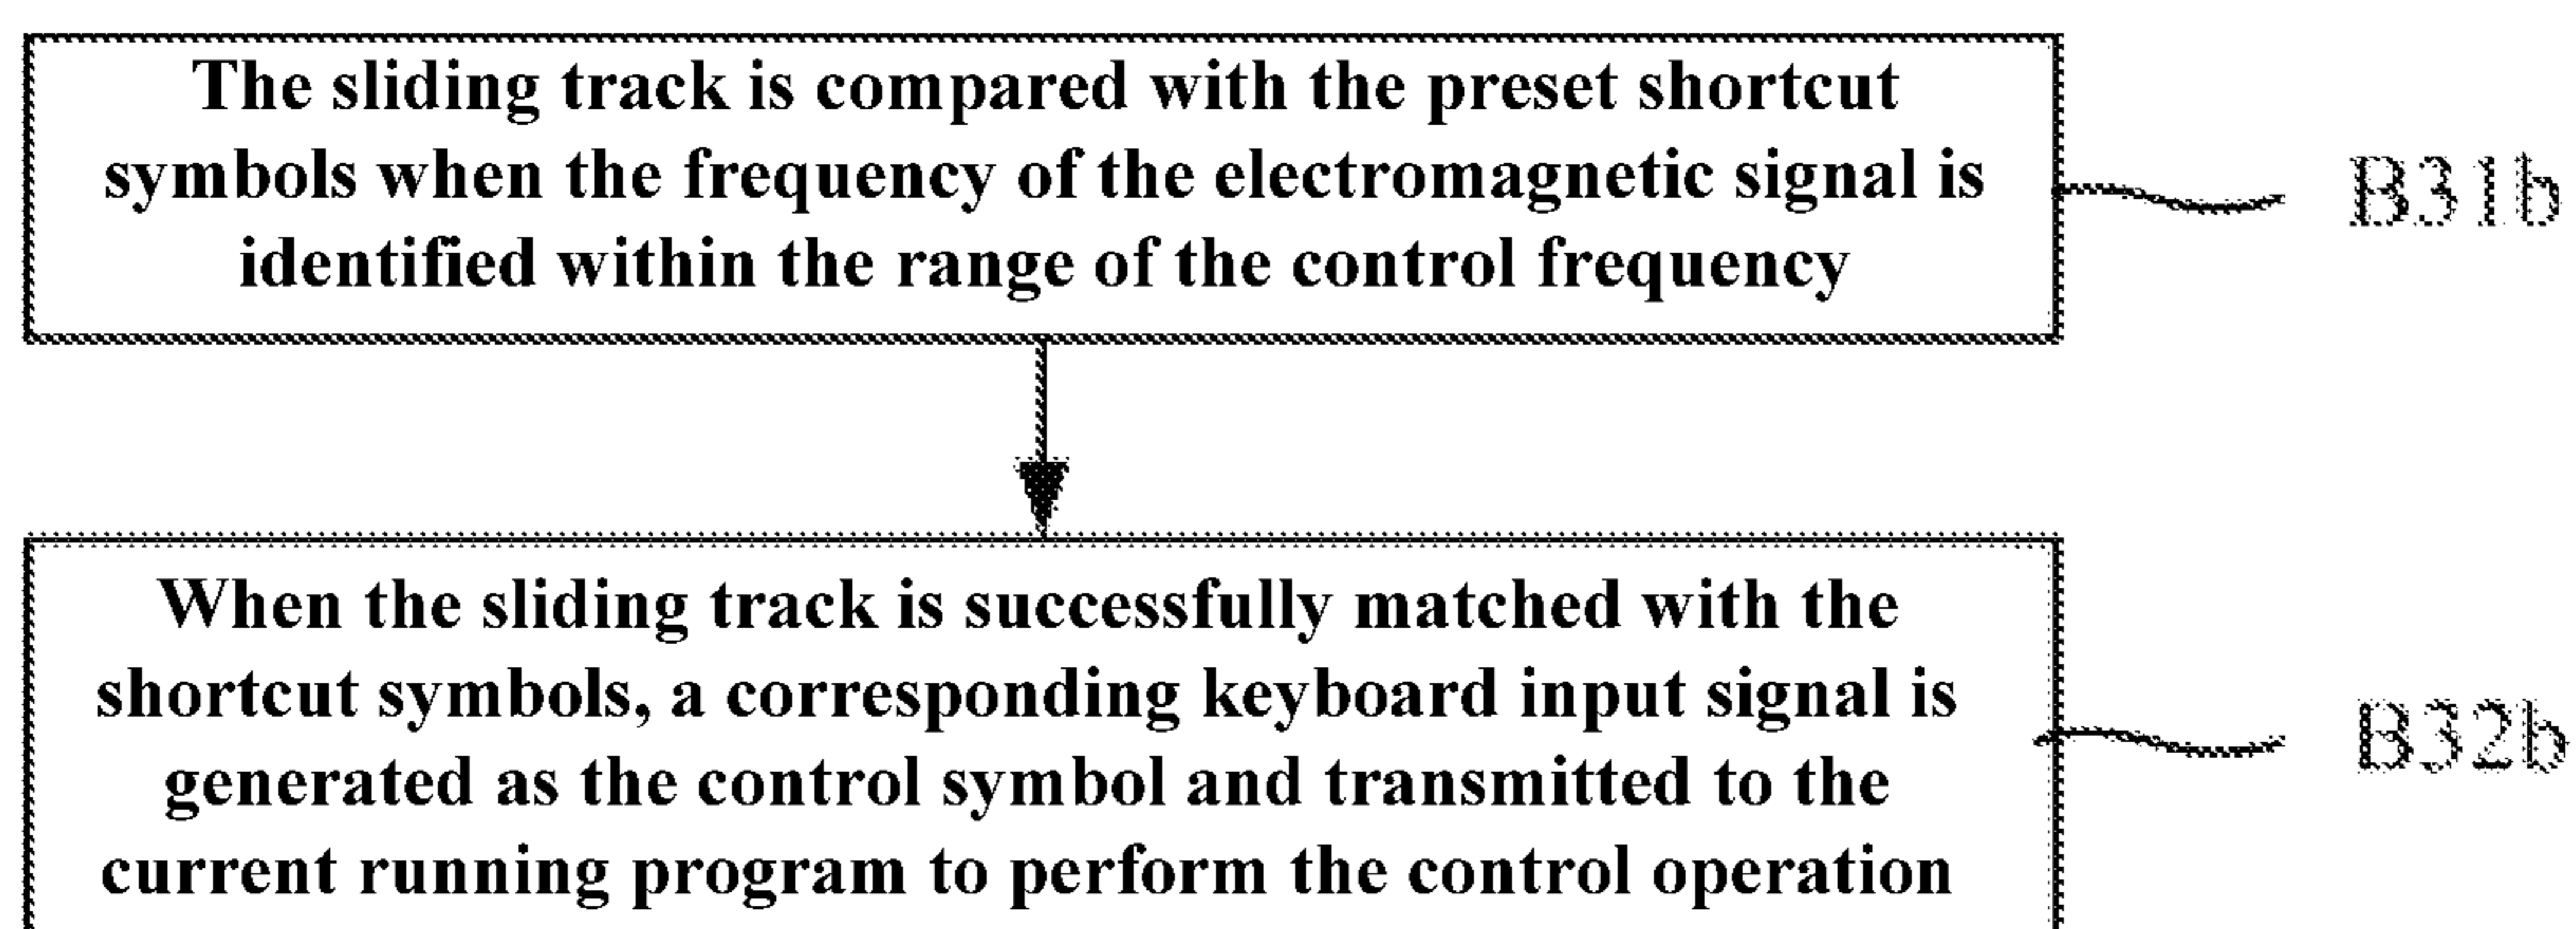 The sliding track is compared with the preset shortcut
symbols when the frequency of the electromagnetic signal is
identified within the range of the control frequency
B31b
When the sliding track is successfully matched with the
shortcut symbols, a corresponding keyboard input signal is
generated as the control symbol and transmitted to the
current running program to perform the control operation
B32b